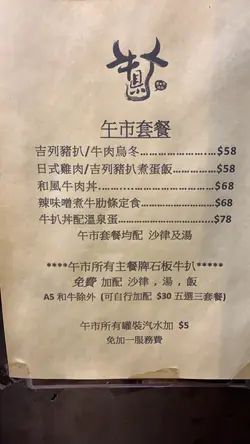 午市套餐
吉列豬扒/牛肉烏冬……………………$58
日式雞肉/吉列豬扒煮蛋飯……………$58
和風牛肉丼……………………………$68
辣味噌煮牛肋條定食…………………$68
牛扒丼配溫泉蛋………………………$78
午市套餐均配 沙律及湯
****午市所有主餐牌石板牛扒*****
免費 加配 沙律，湯，飯
A5 和牛除外 (可自行加配 $30 五選三套餐)
午市所有罐裝汽水加 $5
免加一服務費